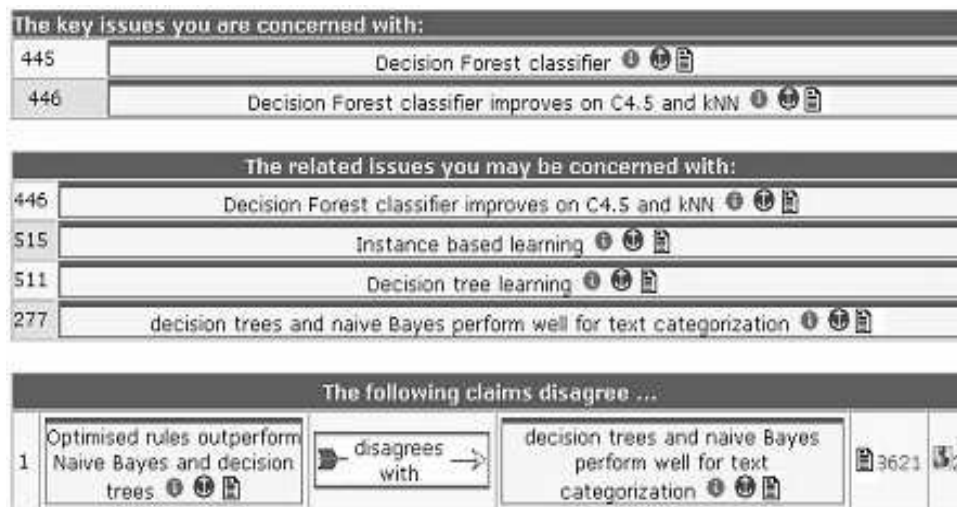 The key issues you are concerned with:
445 Decision Forest classifier
446 Decision Forest classifier improves on C4.5 and kNN
The related issues you may be concerned with:
446 Decision Forest classifier improves on C4.5 and kNN
515 Instance based learning
511 Decision tree learning
277 decision trees and naive Bayes perform well for text categorization
The following claims disagree ...
1
Optimised rules outperform
Naive Bayes and decision
trees
disagrees
with
decision trees and naive Bayes
perform well for text
categorization
3621